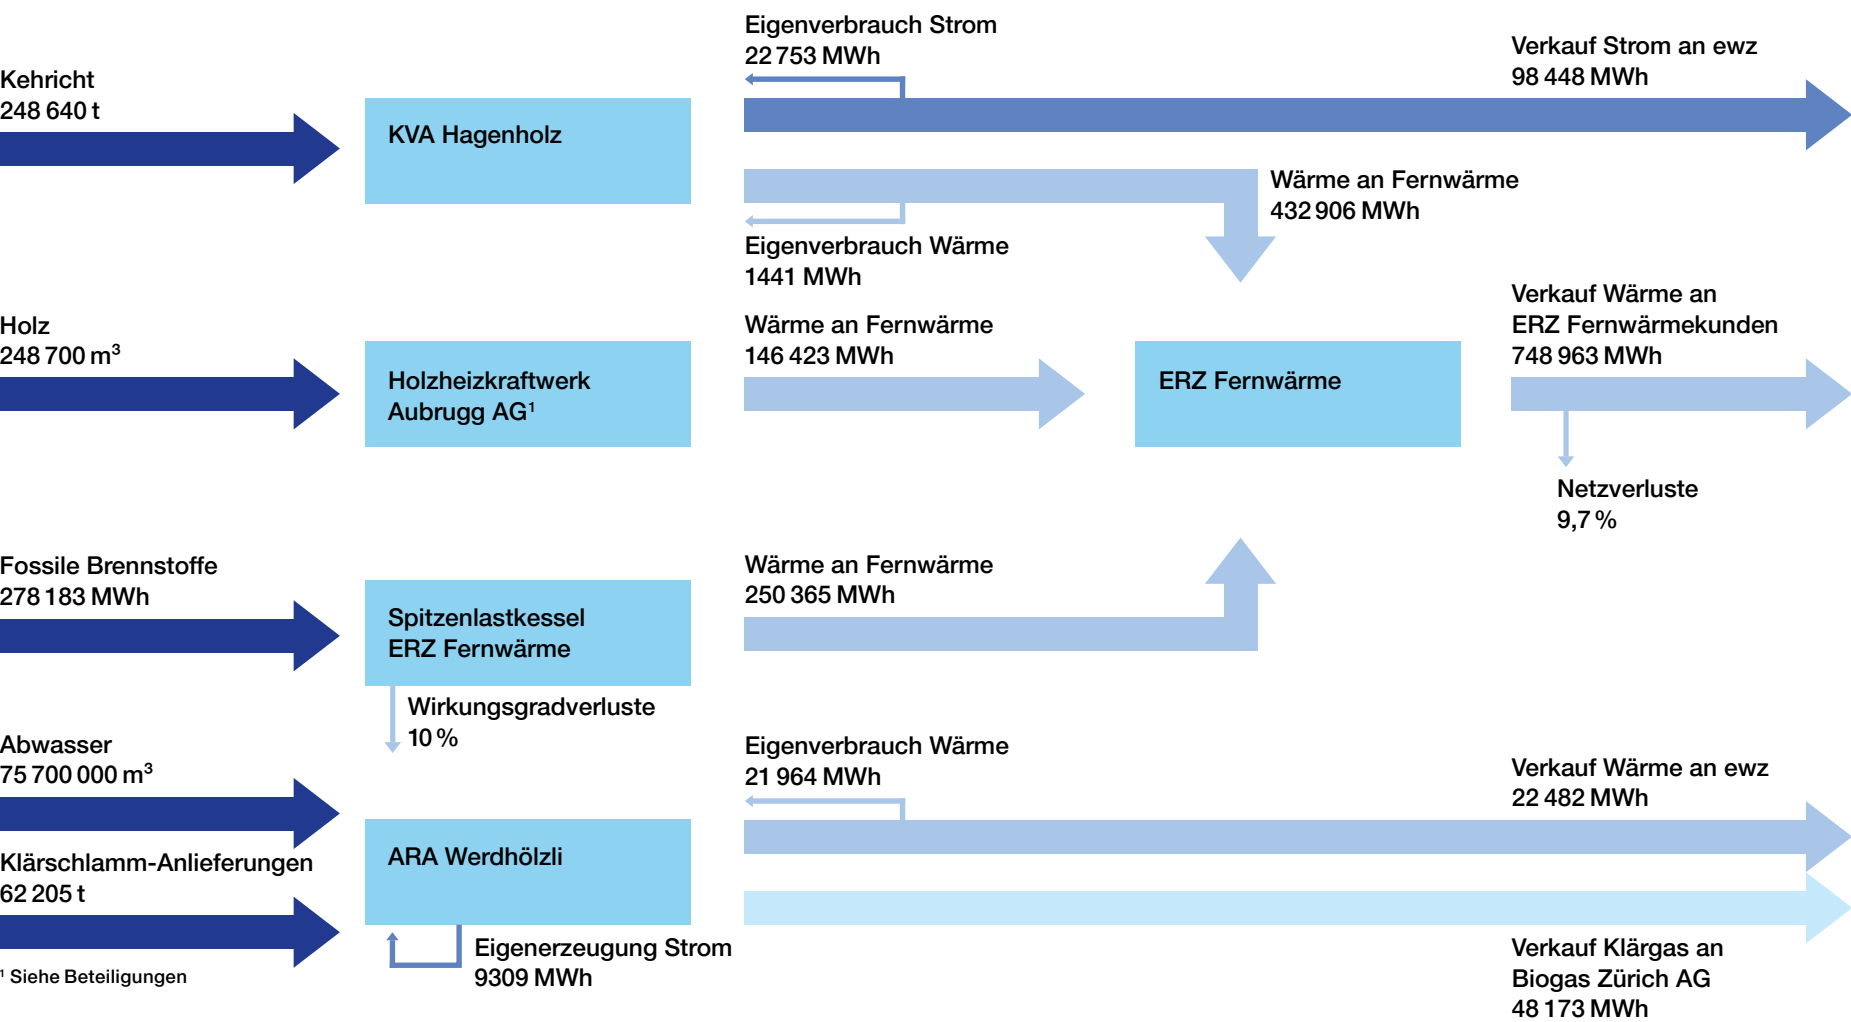 Eigenverbrauch Strom
22 753 MWh
Verkauf Strom an ewz
98 448 MWh
Kehricht
248 640 t
KVA Hagenholz
Wärme an Fernwärme
432 906 MWh
Eigenverbrauch Wärme
1441 MWh
Holz
248 700 m³
Holzheizkraftwerk
Aubrugg AG¹
Wärme an Fernwärme
146 423 MWh
ERZ Fernwärme
Verkauf Wärme an
ERZ Fernwärmekunden
748 963 MWh
Netzverluste
9,7 %
Fossile Brennstoffe
278 183 MWh
Spitzenlastkessel
ERZ Fernwärme
Wärme an Fernwärme
250 365 MWh
Wirkungsgradverluste
10 %
Abwasser
75 700 000 m³
Klärschlamm-Anlieferungen
62 205 t
ARA Werdhölzli
Eigenverbrauch Wärme
21 964 MWh
Verkauf Wärme an ewz
22 482 MWh
Eigenerzeugung Strom
9309 MWh
Verkauf Klärgas an
Biogas Zürich AG
48 173 MWh
¹ Siehe Beteiligungen